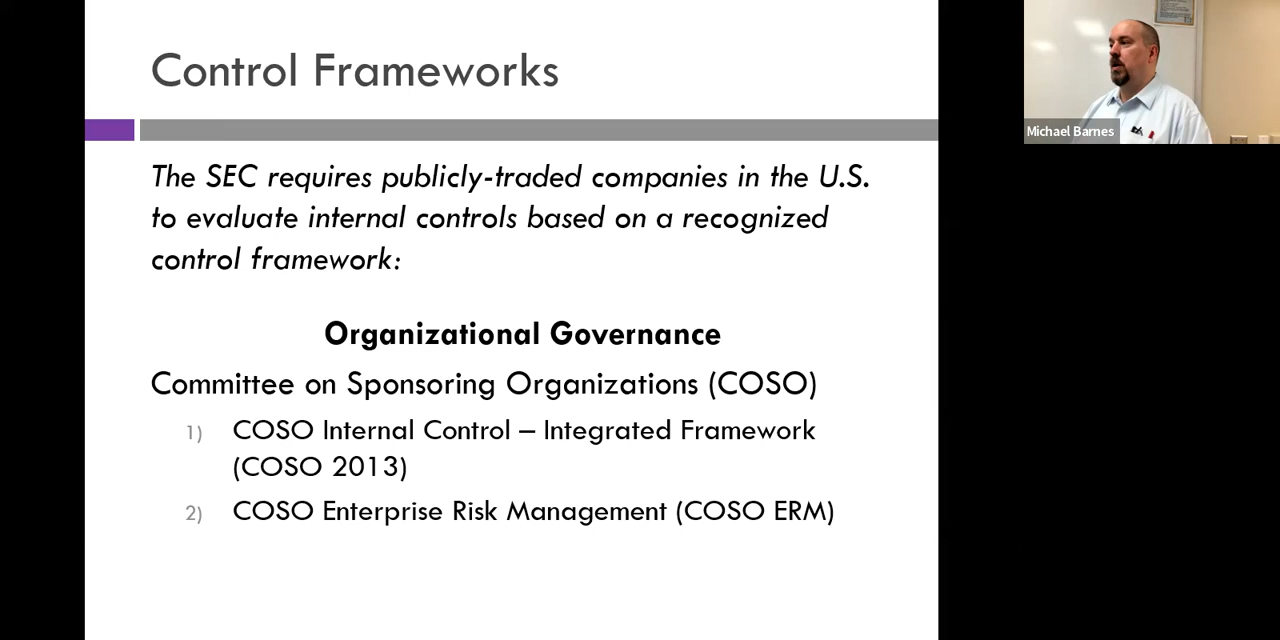 Control Frameworks
The SEC requires publicly-traded companies in the U.S.
to evaluate internal controls based on a recognized
control framework:
Organizational Governance
Committee on Sponsoring Organizations (COSO)
1) COSO Internal Control – Integrated Framework
(COSO 2013)
2) COSO Enterprise Risk Management (COSO ERM)
Michael Barnes